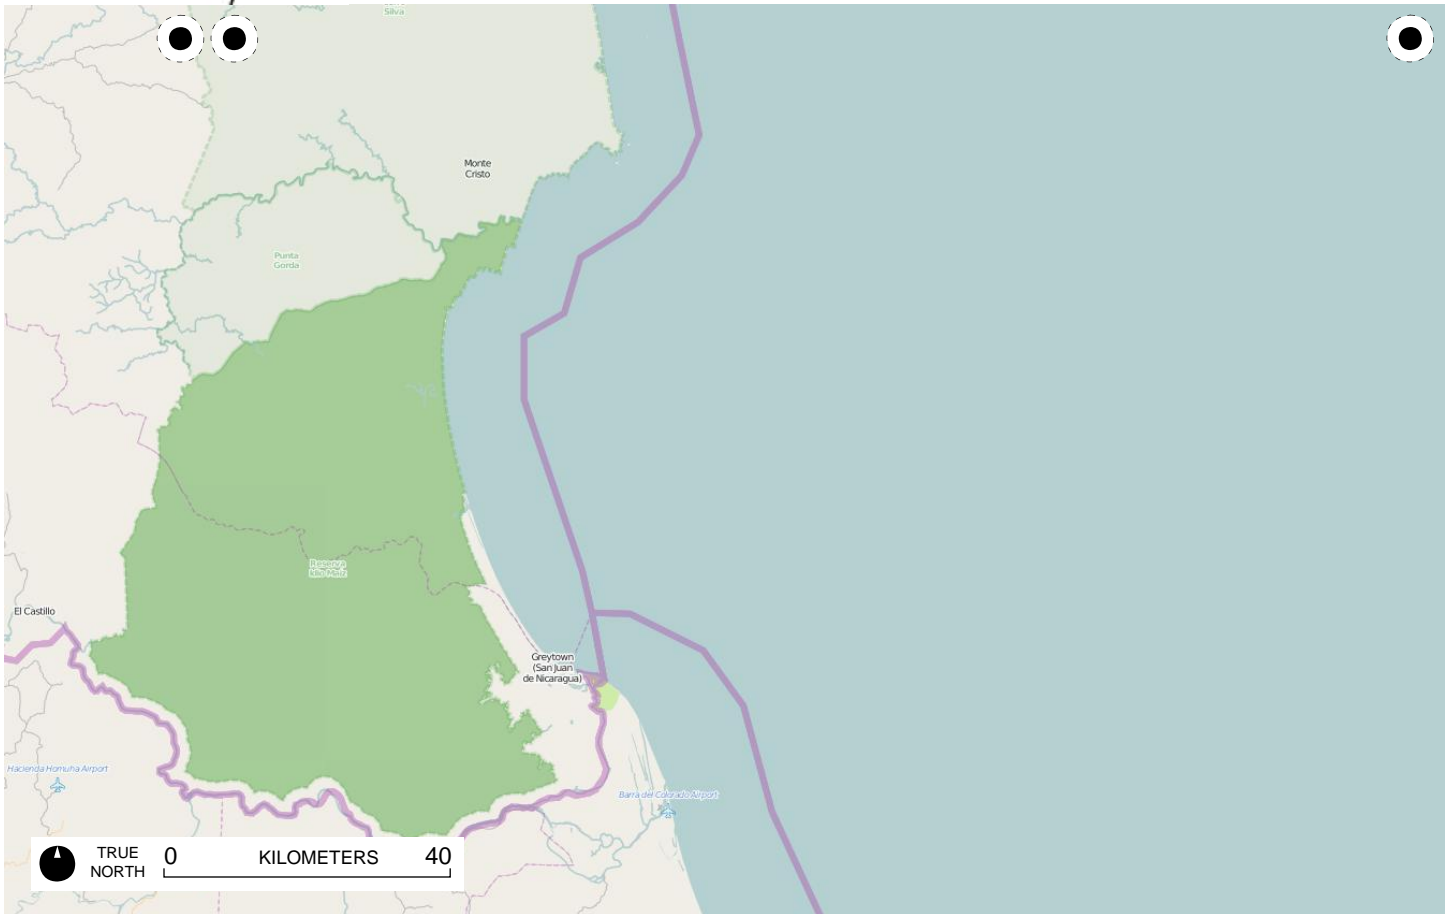 Silva
Monte
Cristo
Punta
Gorda
Reserva
Indio Maíz
El Castillo
Greytown
(San Juan
de Nicaragua)
Hacienda Homuha Airport
Barra del Colorado Airport
TRUE
NORTH
0
KILOMETERS
40